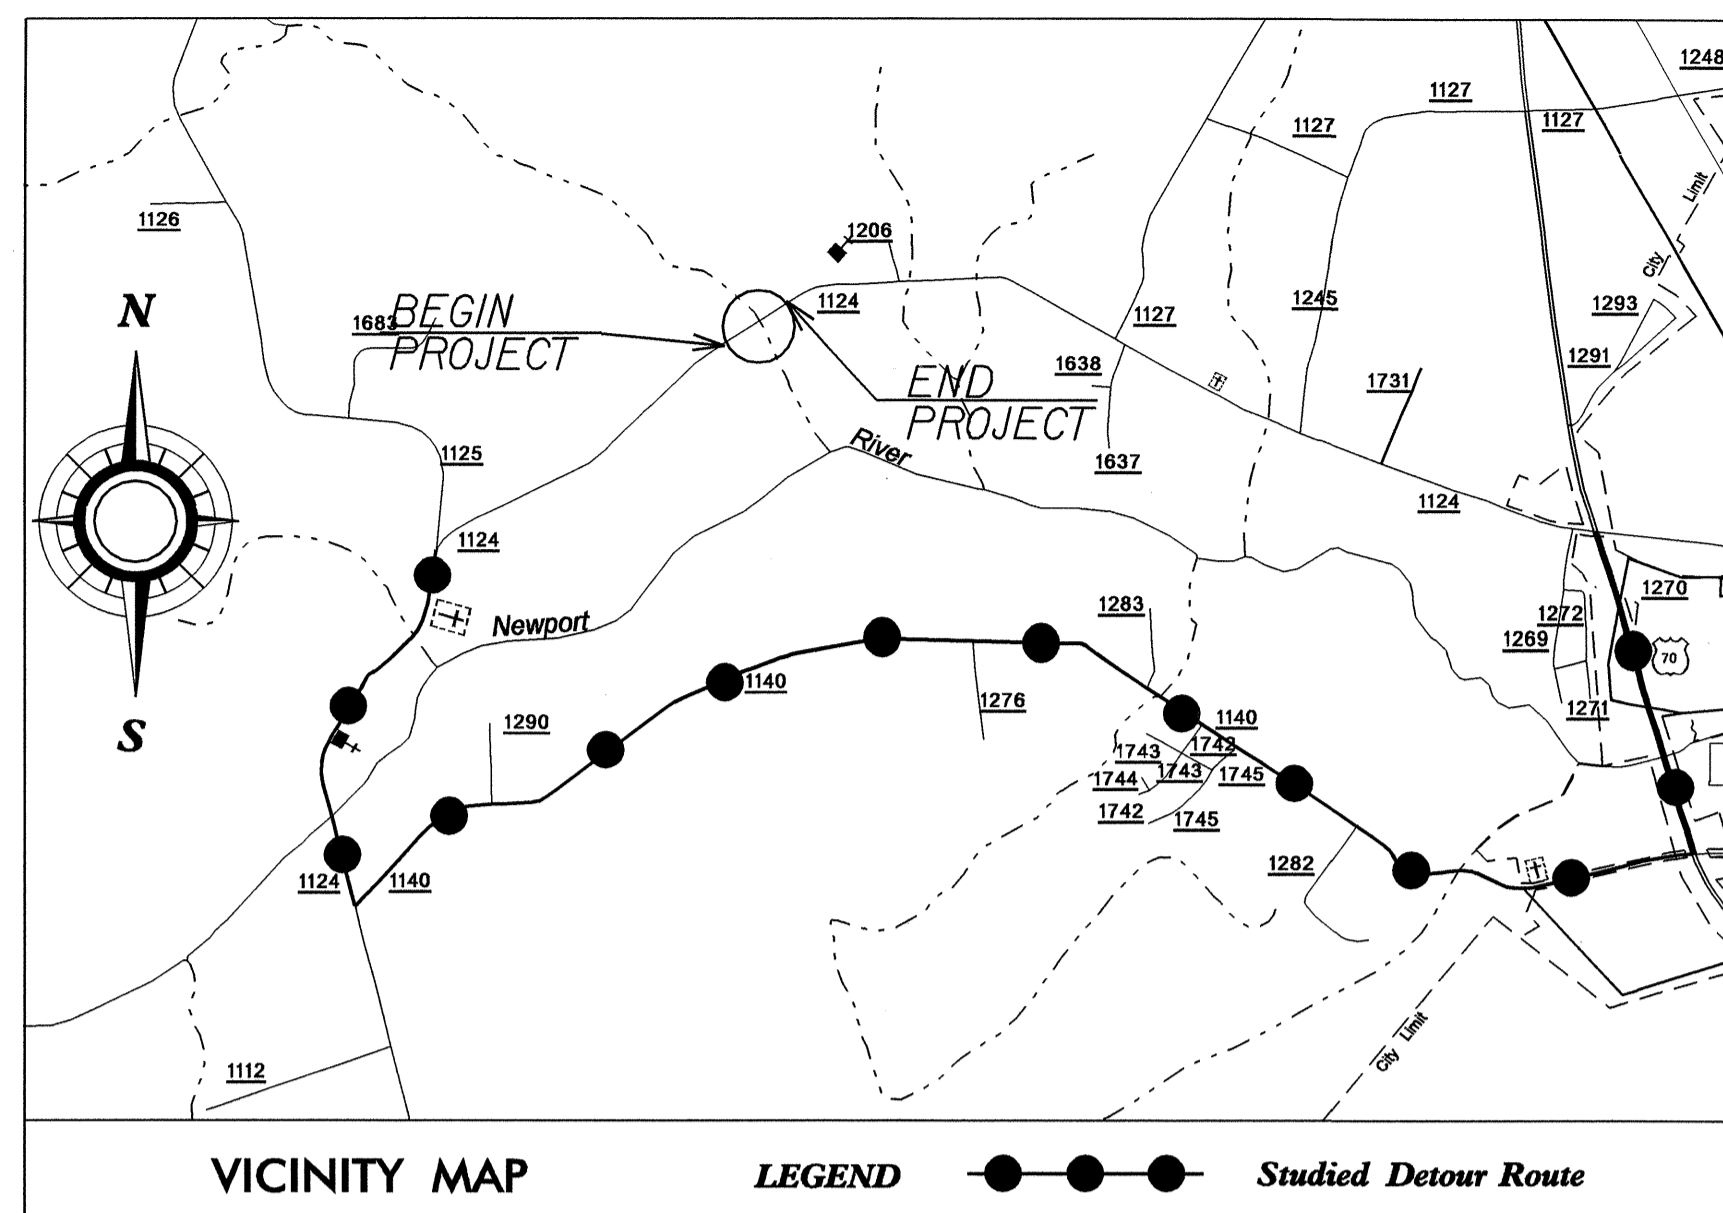 1248
1127
1127
1127
Limit
1126
1206
City
N
BEGIN
1683
PROJECT
1124
1127
1245
1293
1291
1638
END
PROJECT
1731
River
1125
1637
1124
1124
1270
1283
1272
Newport
1269
70
1140
1276
1290
1271
S
1140
1742
1743
1743
1745
1744
1742
1745
1282
1124
1140
City Limit
1112
VICINITY MAP
LEGEND
Studied Detour Route